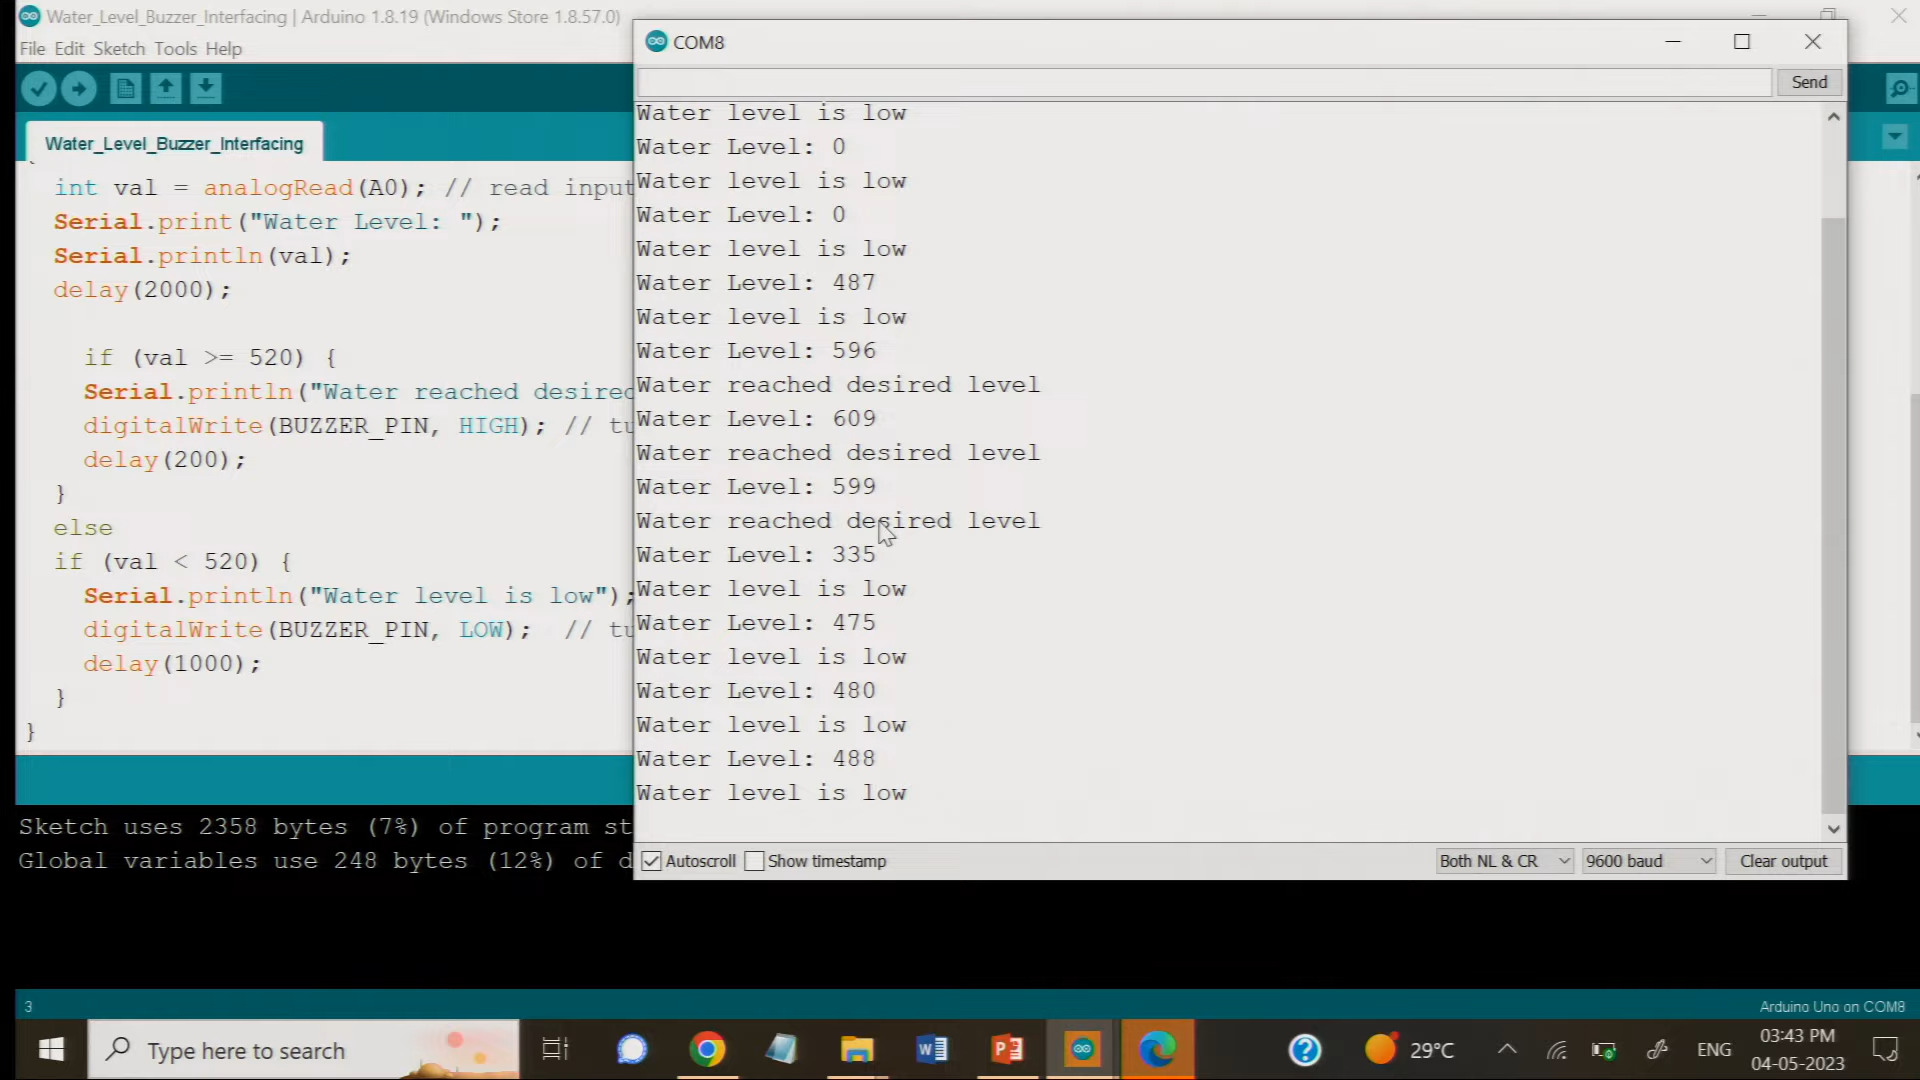 Water_Level_Buzzer_Interfacing | Arduino 1.8.19 (Windows Store 1.8.57.0)
File Edit Sketch Tools Help
Water_Level_Buzzer_Interfacing
int val = analogRead(A0); // read input
Serial.print("Water Level: ");
Serial.println(val);
delay(2000);
if (val >= 520) {
Serial.println("Water reached desired
digitalWrite(BUZZER_PIN, HIGH); // tu
delay(200);
}
else
if (val < 520) {
Serial.println("Water level is low");
digitalWrite(BUZZER_PIN, LOW); // tu
delay(1000);
}
}
Sketch uses 2358 bytes (7%) of program st
Global variables use 248 bytes (12%) of d
COM8
Send
Water level is low
Water Level: 0
Water level is low
Water Level: 0
Water level is low
Water Level: 487
Water level is low
Water Level: 596
Water reached desired level
Water Level: 609
Water reached desired level
Water Level: 599
Water reached desired level
Water Level: 335
Water level is low
Water Level: 475
Water level is low
Water Level: 480
Water level is low
Water Level: 488
Water level is low
Autoscroll Show timestamp Both NL & CR 9600 baud Clear output
3 Arduino Uno on COM8
Type here to search
29°C
ENG
03:43 PM
04-05-2023